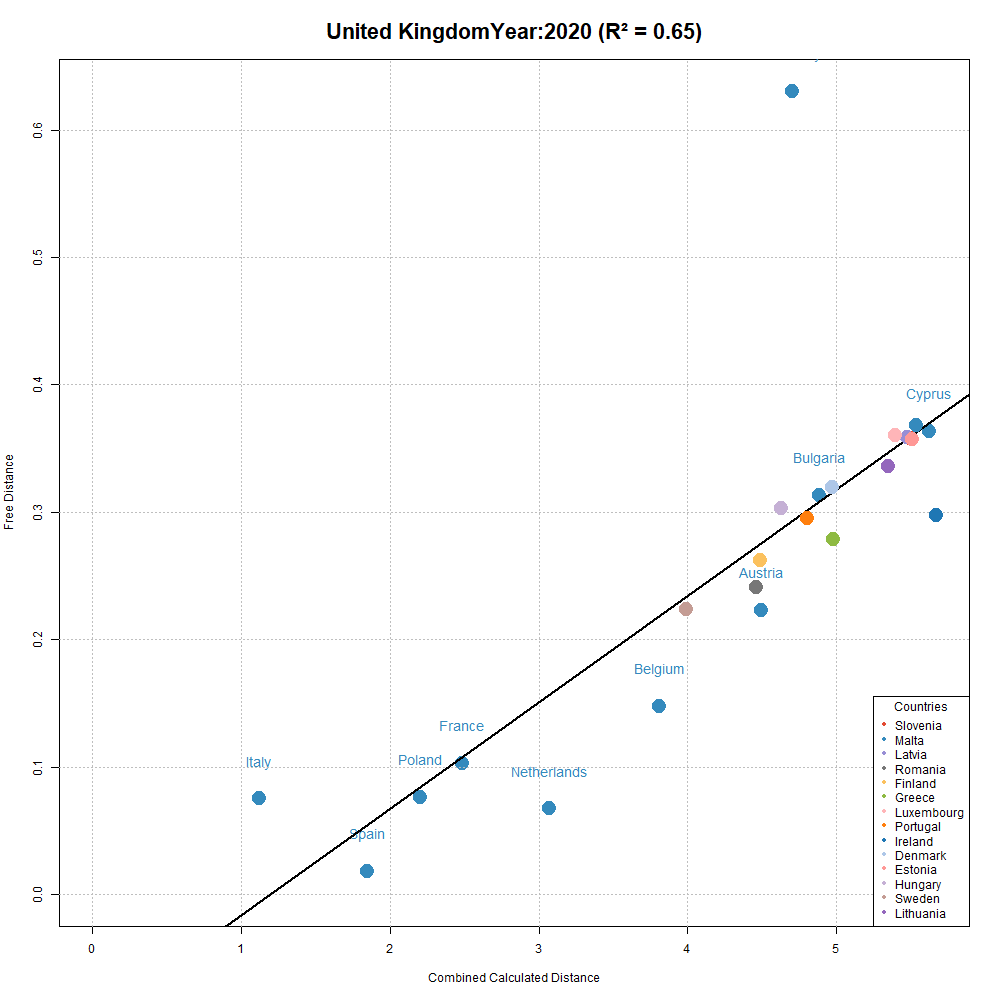 United KingdomYear:2020 (R² = 0.65)
Free Distance
0.6
0.5
0.4
0.3
0.2
0.1
0.0
Cyprus
Bulgaria
Austria
Belgium
France
Poland
Italy
Netherlands
Spain
Countries
Slovenia
Malta
Latvia
Romania
Finland
Greece
Luxembourg
Portugal
Ireland
Denmark
Estonia
Hungary
Sweden
Lithuania
0 1 2 3 4 5
Combined Calculated Distance